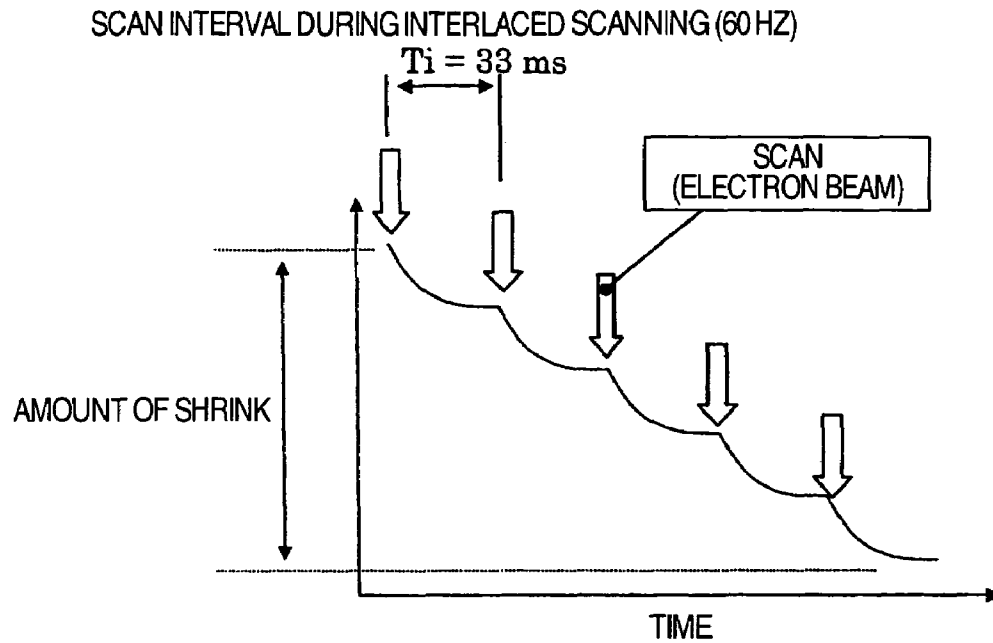 SCAN INTERVAL DURING INTERLACED SCANNING (60 HZ)
Ti = 33 ms
SCAN
(ELECTRON BEAM)
AMOUNT OF SHRINK
TIME